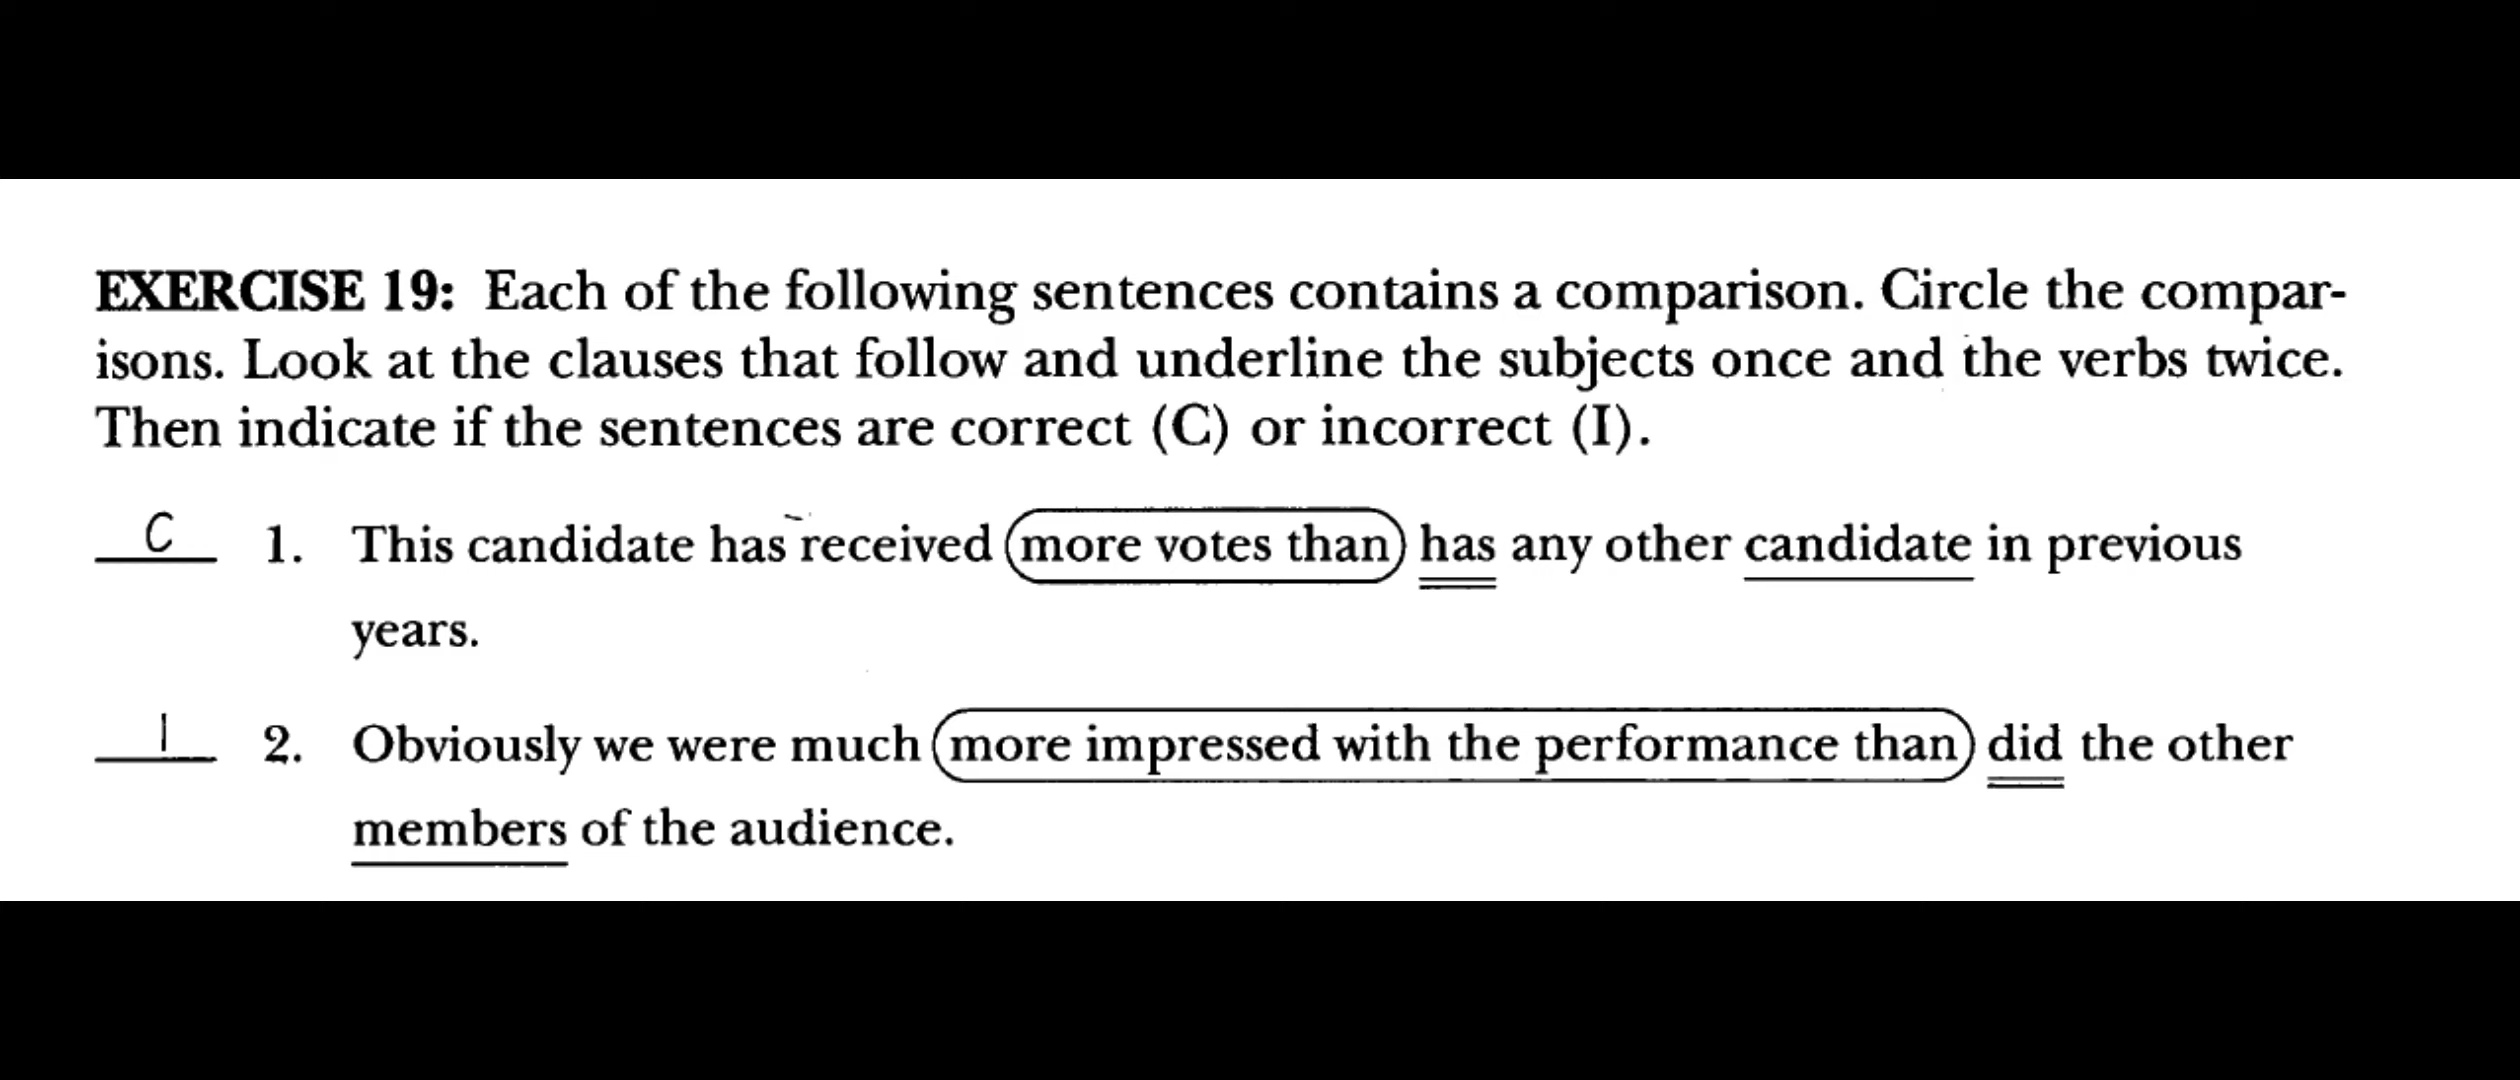 EXERCISE 19: Each of the following sentences contains a comparison. Circle the compar-
isons. Look at the clauses that follow and underline the subjects once and the verbs twice.
Then indicate if the sentences are correct (C) or incorrect (I).
C 1. This candidate has received more votes than has any other candidate in previous
years.
I 2. Obviously we were much more impressed with the performance than did the other
members of the audience.